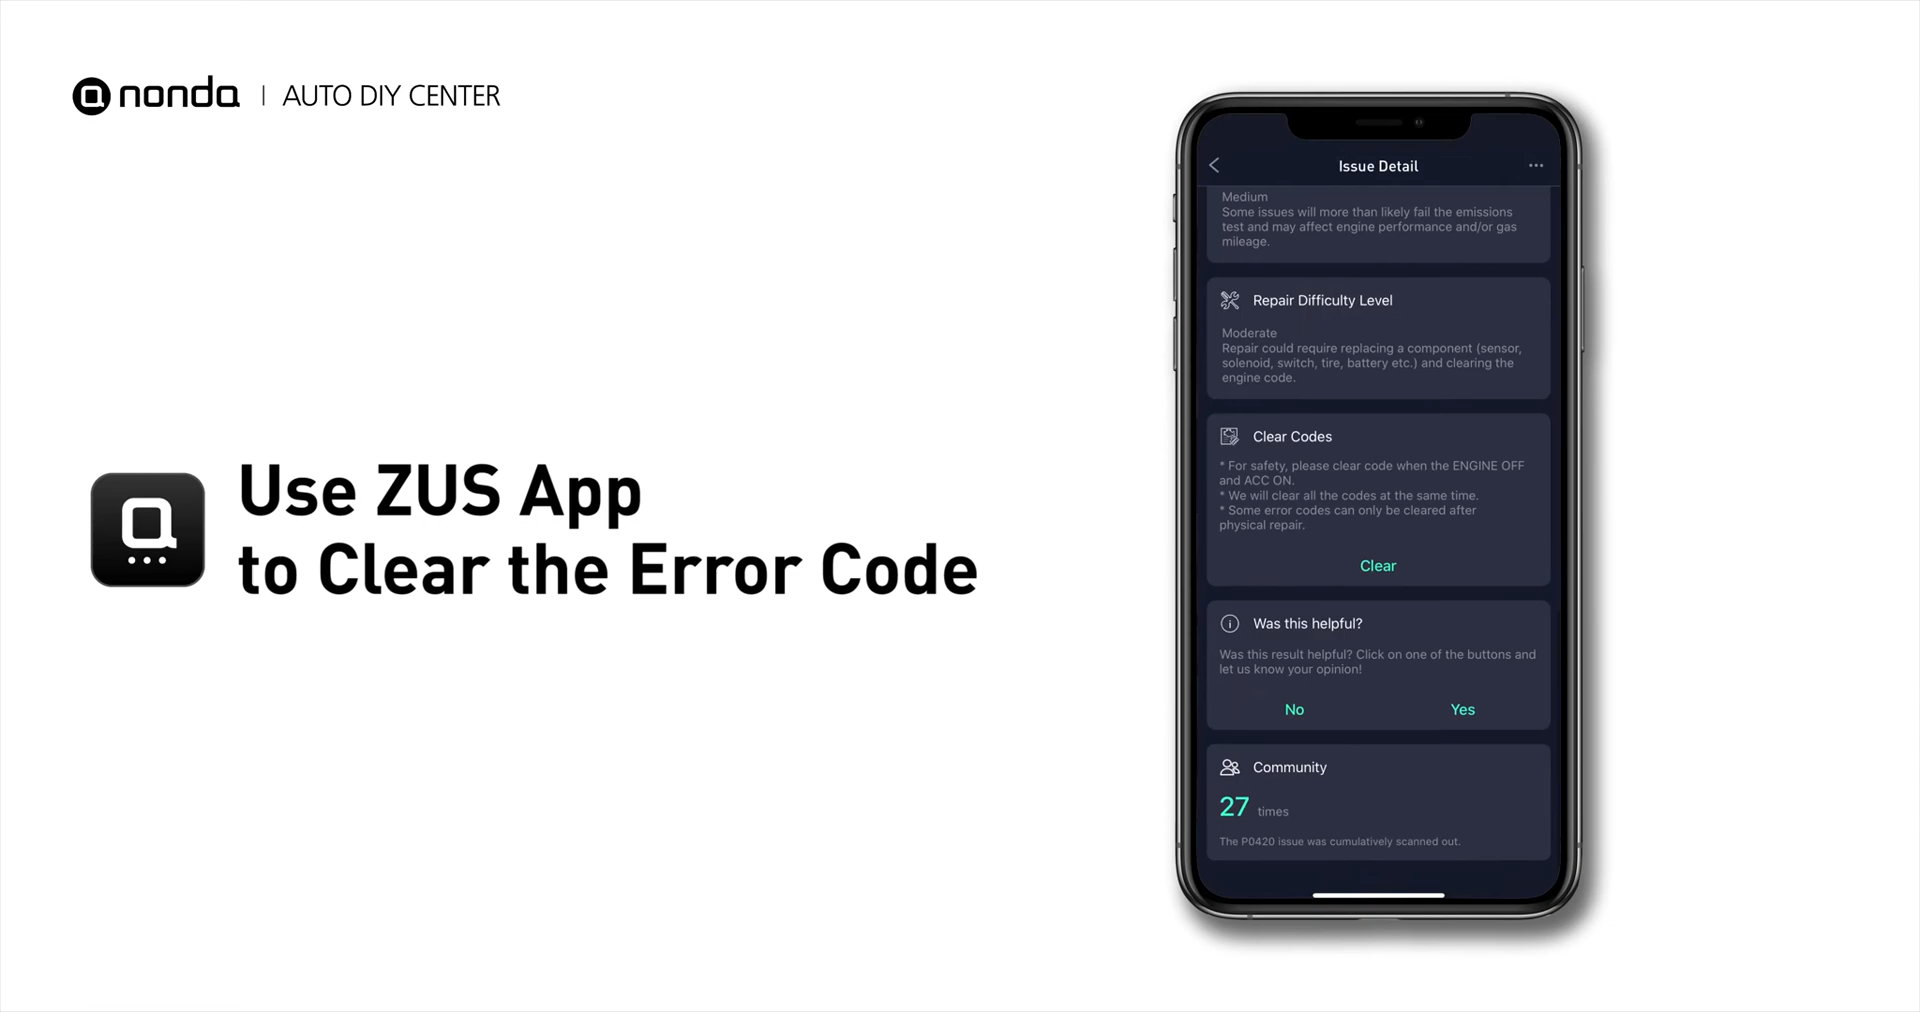 nonda | AUTO DIY CENTER
Use ZUS App
to Clear the Error Code
Issue Detail
Medium
Some issues will more than likely fail the emissions
test and may affect engine performance and/or gas
mileage.
Repair Difficulty Level
Moderate
Repair could require replacing a component (sensor,
solenoid, switch, tire, battery etc.) and clearing the
engine code.
Clear Codes
* For safety, please clear code when the ENGINE OFF
and ACC ON.
* We will clear all the codes at the same time.
* Some error codes can only be cleared after
physical repair.
Clear
Was this helpful?
Was this result helpful? Click on one of the buttons and
let us know your opinion!
No Yes
Community
27 times
The P0420 issue was cumulatively scanned out.